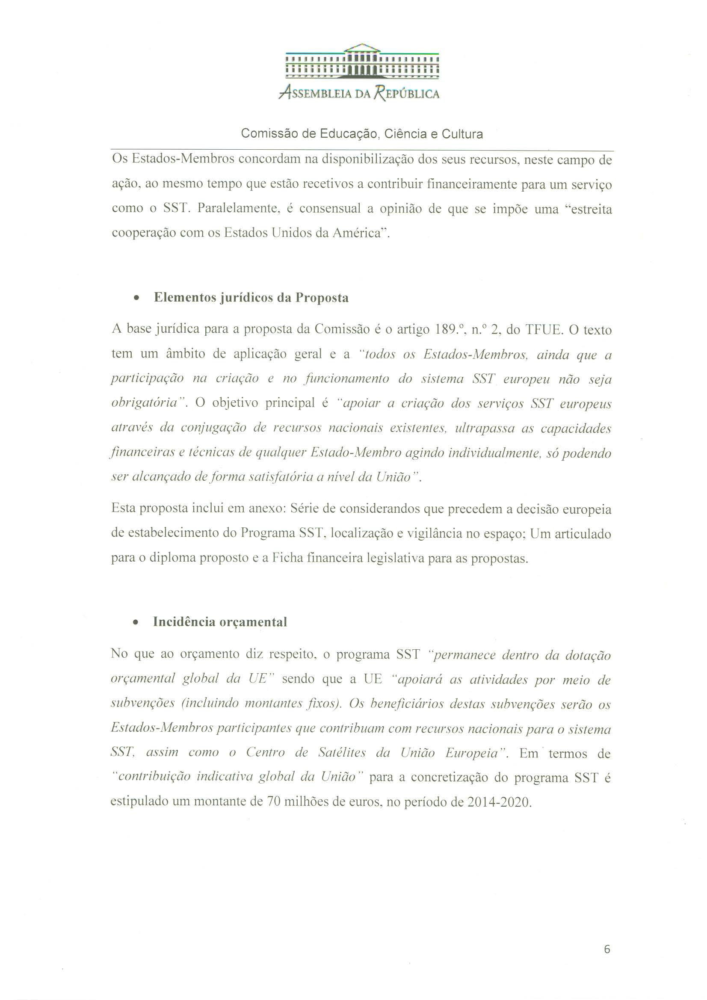 ASSEMBLEIA DA REPÚBLICA
Comissão de Educação, Ciência e Cultura
Os Estados-Membros concordam na disponibilização dos seus recursos, neste campo de
ação, ao mesmo tempo que estão recetivos a contribuir financeiramente para um serviço
como o SST. Paralelamente, é consensual a opinião de que se impõe uma “estreita
cooperação com os Estados Unidos da América”.
• Elementos jurídicos da Proposta
A base jurídica para a proposta da Comissão é o artigo 189.º, n.º 2, do TFUE. O texto
tem um âmbito de aplicação geral e a “todos os Estados-Membros, ainda que a
participação na criação e no funcionamento do sistema SST europeu não seja
obrigatória”. O objetivo principal é “apoiar a criação dos serviços SST europeus
através da conjugação de recursos nacionais existentes, ultrapassa as capacidades
financeiras e técnicas de qualquer Estado-Membro agindo individualmente, só podendo
ser alcançado de forma satisfatória a nível da União”.
Esta proposta inclui em anexo: Série de considerandos que precedem a decisão europeia
de estabelecimento do Programa SST, localização e vigilância no espaço; Um articulado
para o diploma proposto e a Ficha financeira legislativa para as propostas.
• Incidência orçamental
No que ao orçamento diz respeito, o programa SST “permanece dentro da dotação
orçamental global da UE” sendo que a UE “apoiará as atividades por meio de
subvenções (incluindo montantes fixos). Os beneficiários destas subvenções serão os
Estados-Membros participantes que contribuam com recursos nacionais para o sistema
SST, assim como o Centro de Satélites da União Europeia”. Em termos de
“contribuição indicativa global da União” para a concretização do programa SST é
estipulado um montante de 70 milhões de euros, no período de 2014-2020.
6